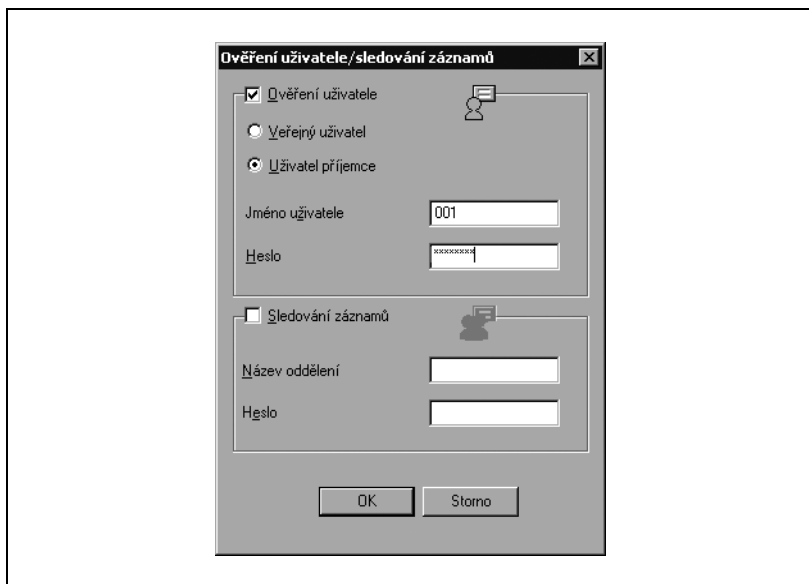 Ověření uživatele/sledování záznamů
Ověření uživatele
Veřejný uživatel
Uživatel příjemce
Jméno uživatele 001
Heslo ********
Sledování záznamů
Název oddělení
Heslo
OK Storno